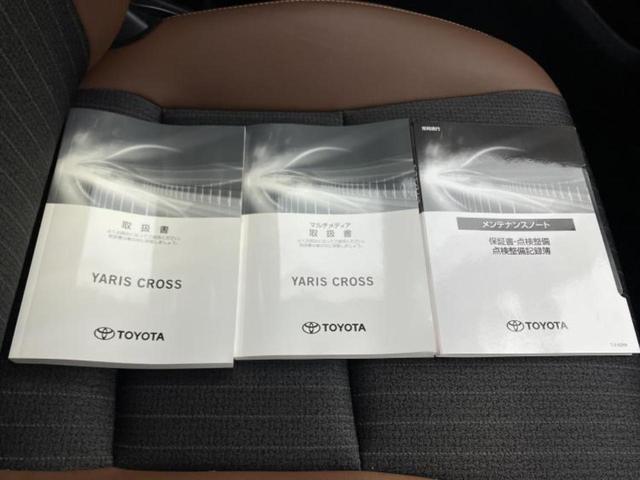 取扱書
YARIS CROSS
TOYOTA
マルチメディア
取扱書
YARIS CROSS
TOYOTA
メンテナンスノート
保証書・点検整備
点検整備記録簿
TOYOTA